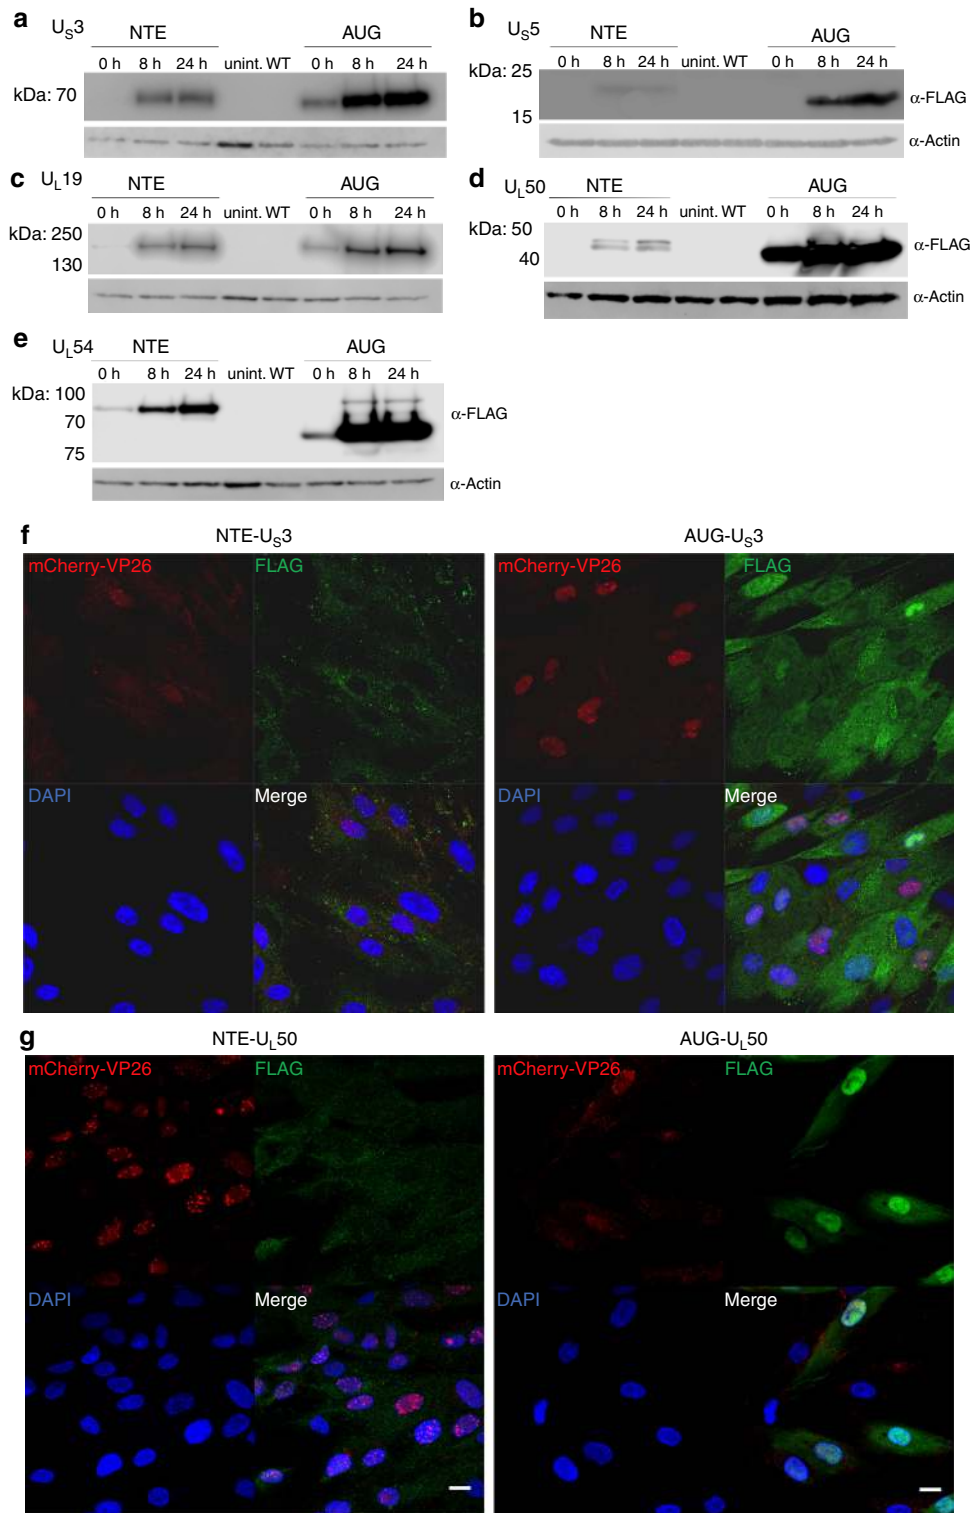 a US3 NTE AUG
0 h 8 h 24 h unint. WT 0 h 8 h 24 h
kDa: 70
b US5 NTE AUG
0 h 8 h 24 h unint. WT 0 h 8 h 24 h
kDa: 25
α-FLAG
15
α-Actin
c UL19 NTE AUG
0 h 8 h 24 h unint. WT 0 h 8 h 24 h
kDa: 250
130
d UL50 NTE AUG
0 h 8 h 24 h unint. WT 0 h 8 h 24 h
kDa: 50
α-FLAG
40
α-Actin
e UL54 NTE AUG
0 h 8 h 24 h unint. WT 0 h 8 h 24 h
kDa: 100
70
α-FLAG
75
α-Actin
f NTE-US3 AUG-US3
mCherry-VP26 FLAG mCherry-VP26 FLAG
DAPI Merge DAPI Merge
g NTE-UL50 AUG-UL50
mCherry-VP26 FLAG mCherry-VP26 FLAG
DAPI Merge DAPI Merge